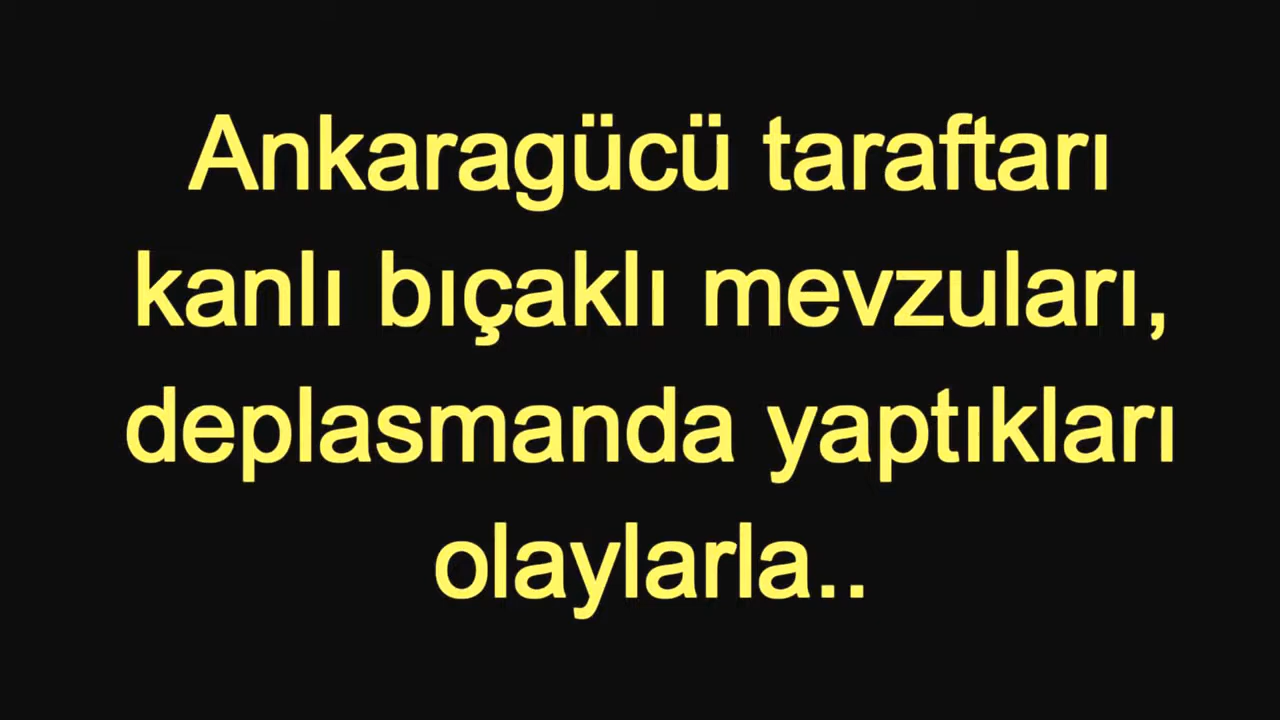 Ankaragücü taraftarı
kanlı bıçaklı mevzuları,
deplasmanda yaptıkları
olaylarla..